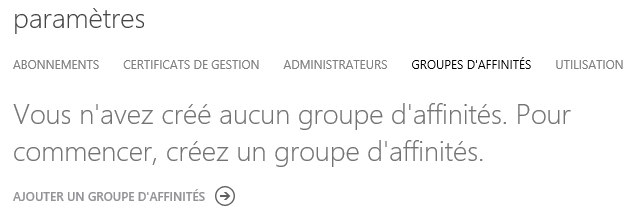 paramètres
ABONNEMENTS CERTIFICATS DE GESTION ADMINISTRATEURS GROUPES D'AFFINITÉS UTILISATION
Vous n'avez créé aucun groupe d'affinités. Pour
commencer, créez un groupe d'affinités.
AJOUTER UN GROUPE D'AFFINITÉS